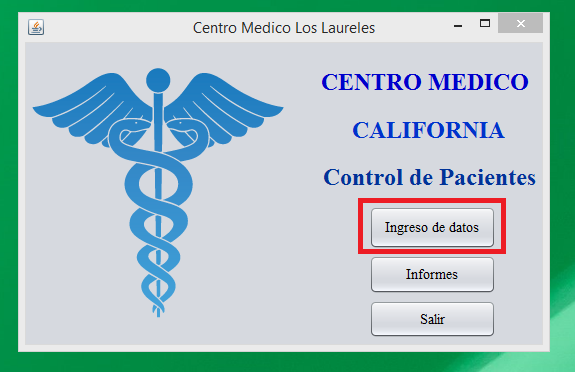 Centro Medico Los Laureles
CENTRO MEDICO
CALIFORNIA
Control de Pacientes
Ingreso de datos
Informes
Salir